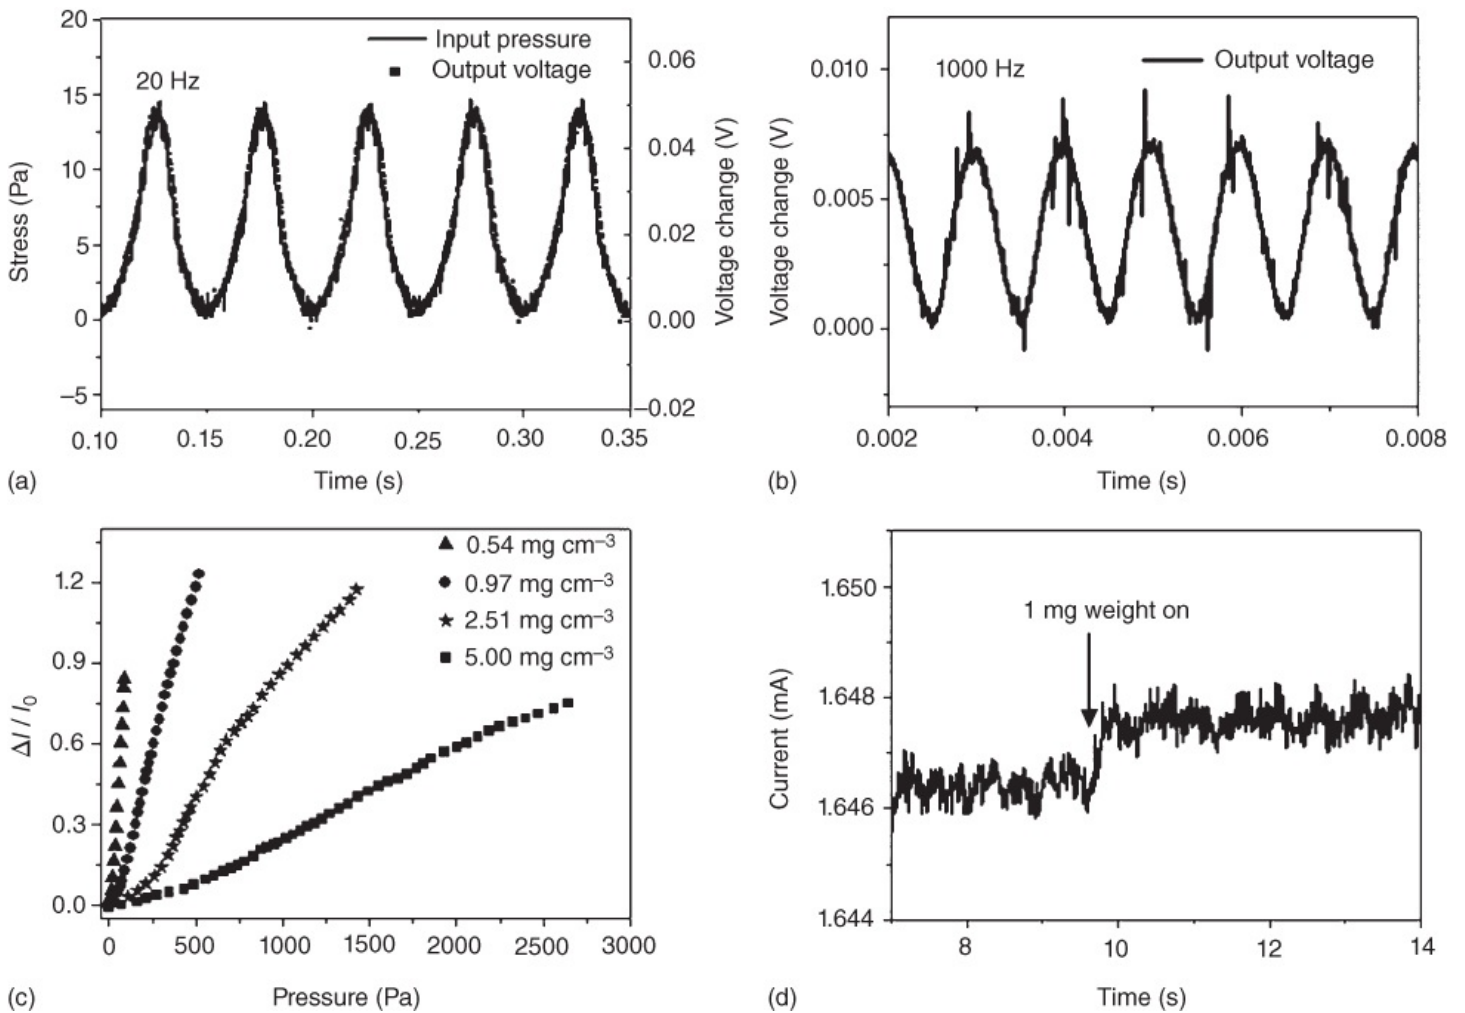 20
15
10
5
0
–5
Stress (Pa)
20 Hz
Input pressure
Output voltage
0.06
0.04
0.02
0.00
–0.02
Voltage change (V)
0.10 0.15 0.20 0.25 0.30 0.35
(a) Time (s)
0.010
0.005
0.000
Voltage change (V)
1000 Hz
Output voltage
0.002 0.004 0.006 0.008
(b) Time (s)
1.2
0.9
0.6
0.3
0.0
ΔI / I0
0.54 mg cm–3
0.97 mg cm–3
2.51 mg cm–3
5.00 mg cm–3
0 500 1000 1500 2000 2500 3000
(c) Pressure (Pa)
1.650
1.648
1.646
1.644
Current (mA)
1 mg weight on
8 10 12 14
(d) Time (s)